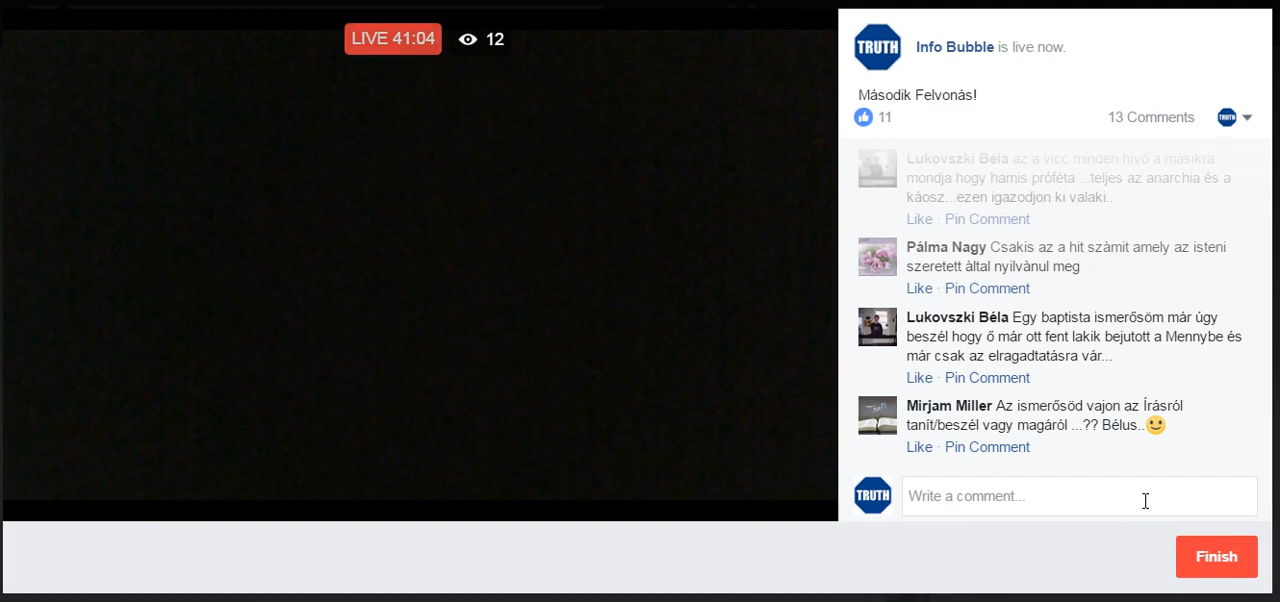 LIVE 41:04
12
TRUTH
Info Bubble is live now.
Második Felvonás!
11
13 Comments
TRUTH
Lukovszki Béla az a vicc minden hívő a másikra
mondja hogy hamis próféta ...teljes az anarchia és a
káosz...ezen igazodjon ki valaki..
Like · Pin Comment
Pálma Nagy Csakis az a hit szàmit amely az isteni
szeretett àltal nyilvànul meg
Like · Pin Comment
Lukovszki Béla Egy baptista ismerősöm már úgy
beszél hogy ő már ott fent lakik bejutott a Mennybe és
már csak az elragadtatásra vár...
Like · Pin Comment
Mirjam Miller Az ismerősöd vajon az Írásról
tanít/beszél vagy magáról ...?? Bélus..
Like · Pin Comment
TRUTH
Write a comment...
Finish